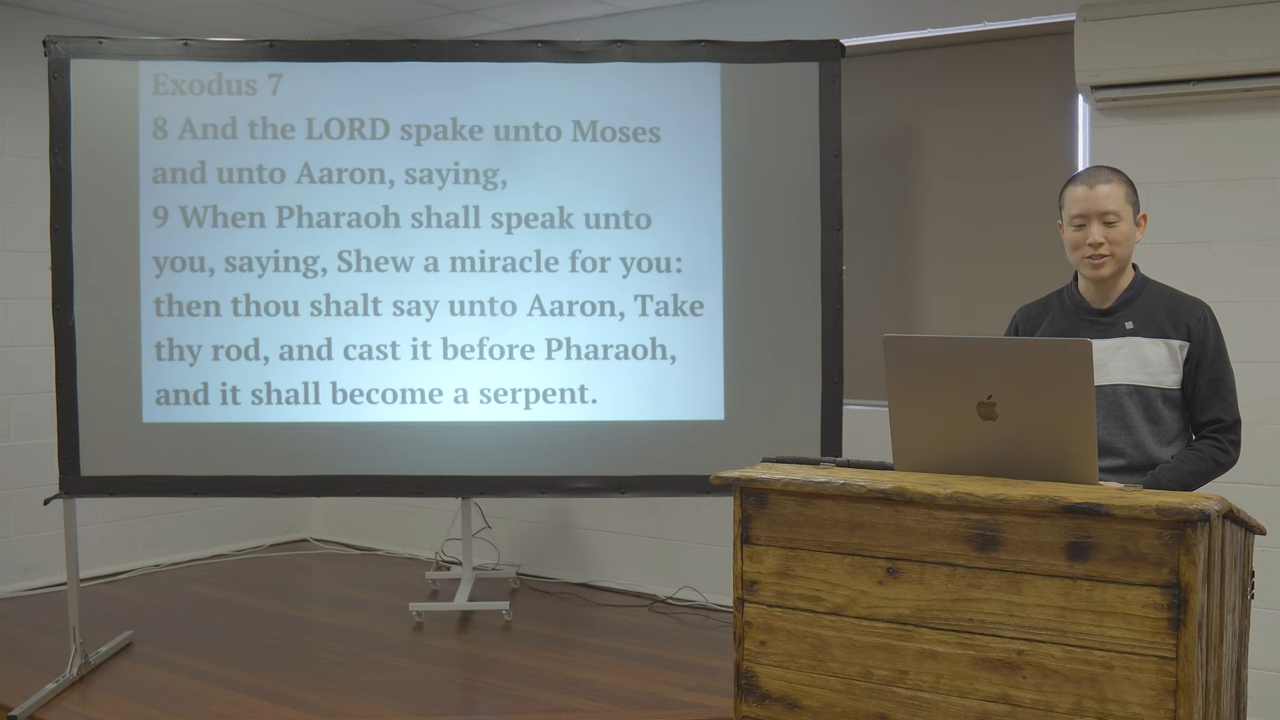 Exodus 7
8 And the LORD spake unto Moses
and unto Aaron, saying,
9 When Pharaoh shall speak unto
you, saying, Shew a miracle for you:
then thou shalt say unto Aaron, Take
thy rod, and cast it before Pharaoh,
and it shall become a serpent.